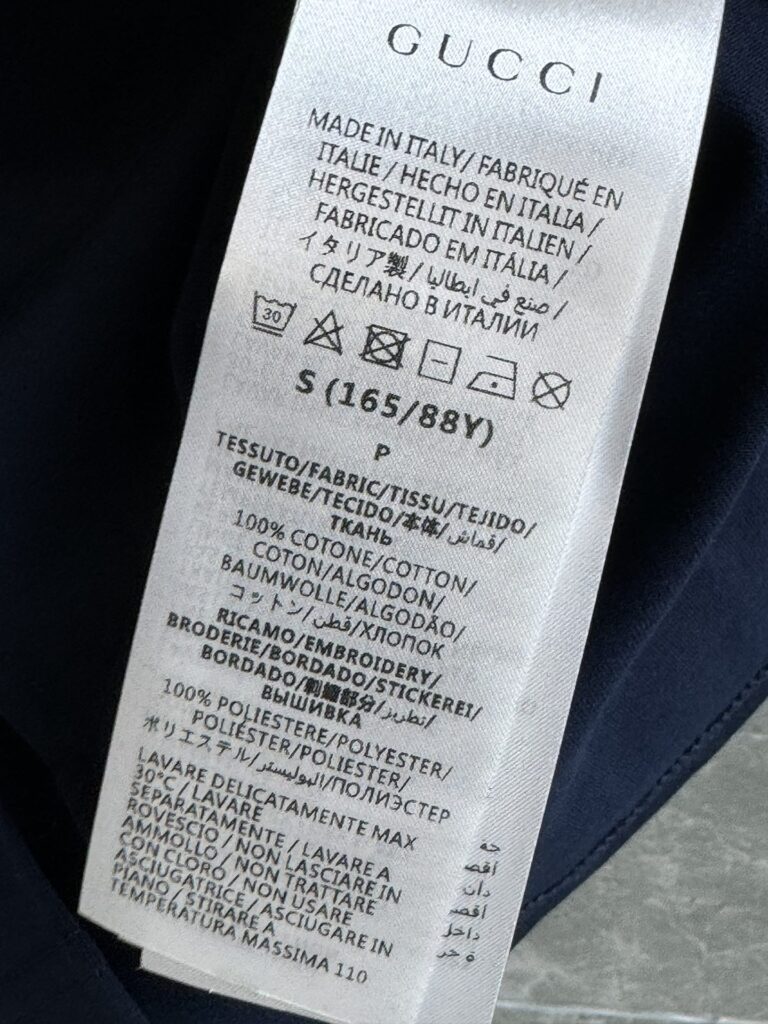 GUCCI
MADE IN ITALY/ FABRIQUÉ EN
ITALIE / HECHO EN ITALIA /
HERGESTELLT IN ITALIEN /
FABRICADO EM ITÁLIA /
イタリア製 / صنع في ايطاليا /
СДЕЛАНО В ИТАЛИИ
30
S (165/88Y)
P
TESSUTO/FABRIC/TISSU/TEJIDO/
GEWEBE/TECIDO/本体/قماش/
ТКАНЬ
100% COTONE/COTTON/
COTON/ALGODON/
BAUMWOLLE/ALGODÃO/
コットン/قطن/ХЛОПОК
RICAMO/EMBROIDERY/
BRODERIE/BORDADO/STICKEREI/
BORDADO/刺繍部分/تطريز/
ВЫШИВКА
100% POLIESTERE/POLYESTER/
POLIÉSTER/POLIESTER/
ポリエステル/البوليستر/ПОЛИЭСТЕР
LAVARE DELICATAMENTE MAX
30°C / LAVARE
SEPARATAMENTE / LAVARE A
ROVESCIO / NON LASCIARE IN
AMMOLLO / NON TRATTARE
CON CLORO / NON USARE
ASCIUGATRICE / ASCIUGARE IN
PIANO / STIRARE A
TEMPERATURA MASSIMA 110